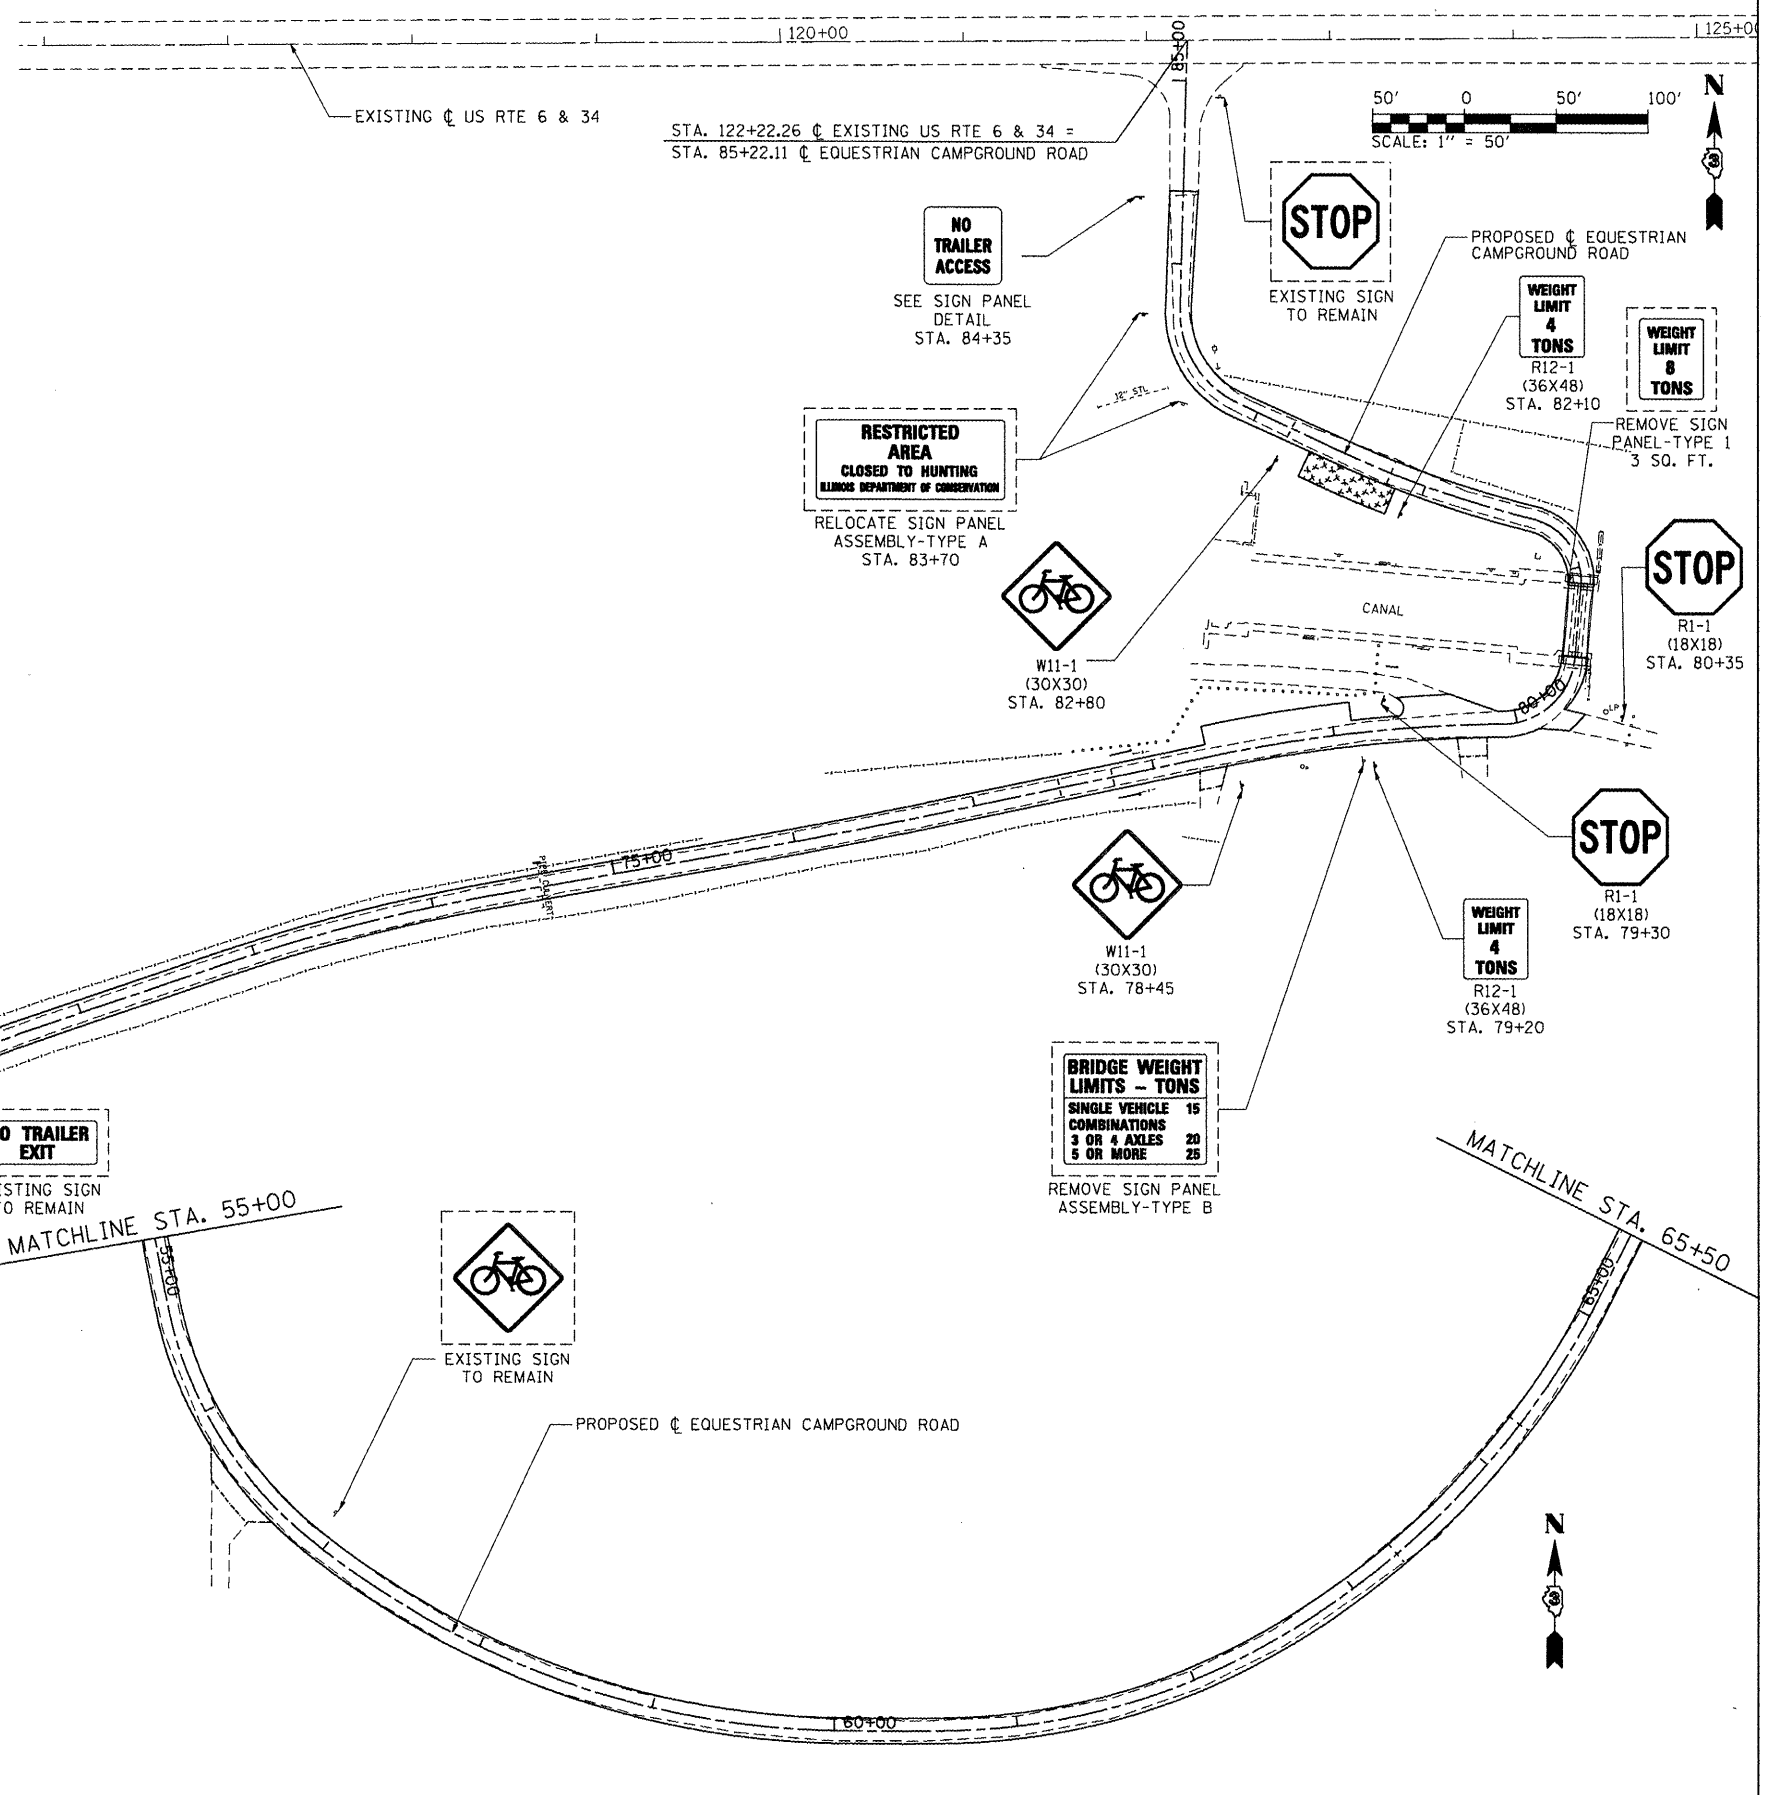 120+00
125+00
85+00
EXISTING ℄ US RTE 6 & 34
STA. 122+22.26 ℄ EXISTING US RTE 6 & 34 =
STA. 85+22.11 ℄ EQUESTRIAN CAMPGROUND ROAD
50' 0 50' 100'
SCALE: 1" = 50'
N
3
NO
TRAILER
ACCESS
SEE SIGN PANEL
DETAIL
STA. 84+35
STOP
EXISTING SIGN
TO REMAIN
PROPOSED ℄ EQUESTRIAN
CAMPGROUND ROAD
WEIGHT
LIMIT
4
TONS
R12-1
(36X48)
STA. 82+10
WEIGHT
LIMIT
8
TONS
REMOVE SIGN
PANEL-TYPE 1
3 SQ. FT.
12" STL
RESTRICTED
AREA
CLOSED TO HUNTING
ILLINOIS DEPARTMENT OF CONSERVATION
RELOCATE SIGN PANEL
ASSEMBLY-TYPE A
STA. 83+70
W11-1
(30X30)
STA. 82+80
CANAL
STOP
R1-1
(18X18)
STA. 80+35
80+00
LP
75+00
PIPE CULVERT
W11-1
(30X30)
STA. 78+45
STOP
R1-1
(18X18)
STA. 79+30
WEIGHT
LIMIT
4
TONS
R12-1
(36X48)
STA. 79+20
BRIDGE WEIGHT
LIMITS - TONS
SINGLE VEHICLE 15
COMBINATIONS
3 OR 4 AXLES 20
5 OR MORE 25
REMOVE SIGN PANEL
ASSEMBLY-TYPE B
O TRAILER
EXIT
STING SIGN
O REMAIN
MATCHLINE STA. 55+00
55+00
EXISTING SIGN
TO REMAIN
PROPOSED ℄ EQUESTRIAN CAMPGROUND ROAD
MATCHLINE STA. 65+50
65+00
60+00
N
3